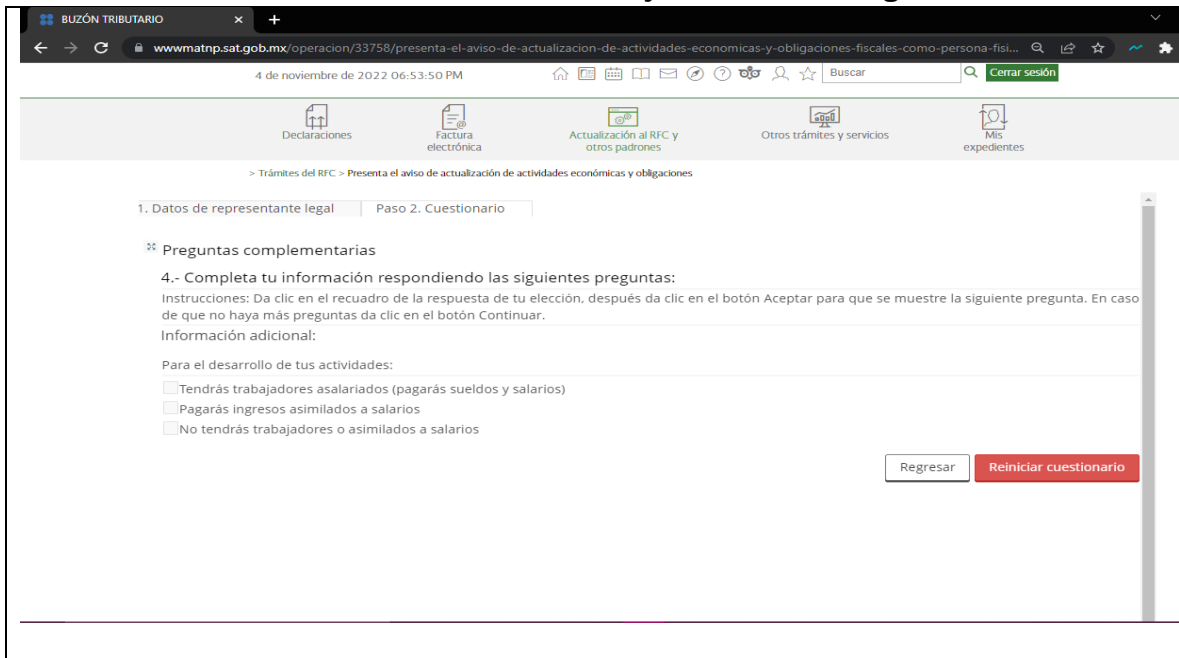 BUZÓN TRIBUTARIO
wwwmatnp.sat.gob.mx/operacion/33758/presenta-el-aviso-de-actualizacion-de-actividades-economicas-y-obligaciones-fiscales-como-persona-fisi...
4 de noviembre de 2022 06:53:50 PM Buscar Cerrar sesión
Declaraciones
Factura
electrónica
Actualización al RFC y
otros padrones
Otros trámites y servicios
Mis
expedientes
> Trámites del RFC > Presenta el aviso de actualización de actividades económicas y obligaciones
1. Datos de representante legal Paso 2. Cuestionario
Preguntas complementarias
4.- Completa tu información respondiendo las siguientes preguntas:
Instrucciones: Da clic en el recuadro de la respuesta de tu elección, después da clic en el botón Aceptar para que se muestre la siguiente pregunta. En caso
de que no haya más preguntas da clic en el botón Continuar.
Información adicional:
Para el desarrollo de tus actividades:
Tendrás trabajadores asalariados (pagarás sueldos y salarios)
Pagarás ingresos asimilados a salarios
No tendrás trabajadores o asimilados a salarios
Regresar Reiniciar cuestionario